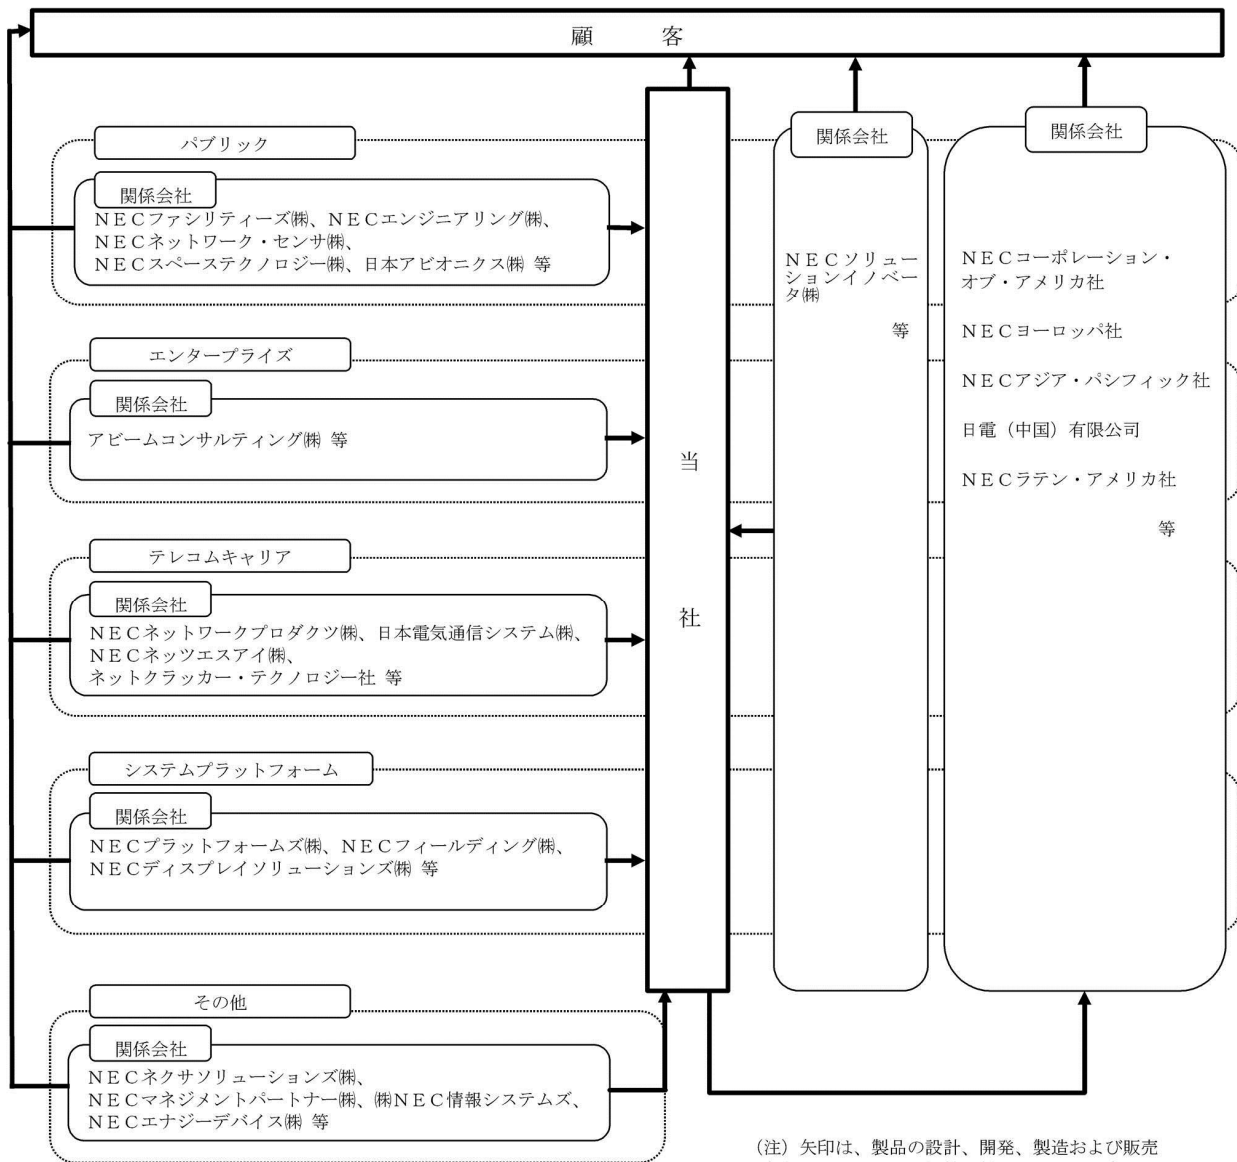 顧　客
パブリック
関係会社
ＮＥＣファシリティーズ㈱、ＮＥＣエンジニアリング㈱、
ＮＥＣネットワーク・センサ㈱、
ＮＥＣスペーステクノロジー㈱、日本アビオニクス㈱ 等
エンタープライズ
関係会社
アビームコンサルティング㈱ 等
テレコムキャリア
関係会社
ＮＥＣネットワークプロダクツ㈱、日本電気通信システム㈱、
ＮＥＣネッツエスアイ㈱、
ネットクラッカー・テクノロジー社 等
システムプラットフォーム
関係会社
ＮＥＣプラットフォームズ㈱、ＮＥＣフィールディング㈱、
ＮＥＣディスプレイソリューションズ㈱ 等
その他
関係会社
ＮＥＣネクサソリューションズ㈱、
ＮＥＣマネジメントパートナー㈱、㈱ＮＥＣ情報システムズ、
ＮＥＣエナジーデバイス㈱ 等
当
社
関係会社
ＮＥＣソリュー
ションイノベー
タ㈱
等
関係会社
ＮＥＣコーポレーション・
オブ・アメリカ社
ＮＥＣヨーロッパ社
ＮＥＣアジア・パシフィック社
日電（中国）有限公司
ＮＥＣラテン・アメリカ社
等
（注）矢印は、製品の設計、開発、製造および販売